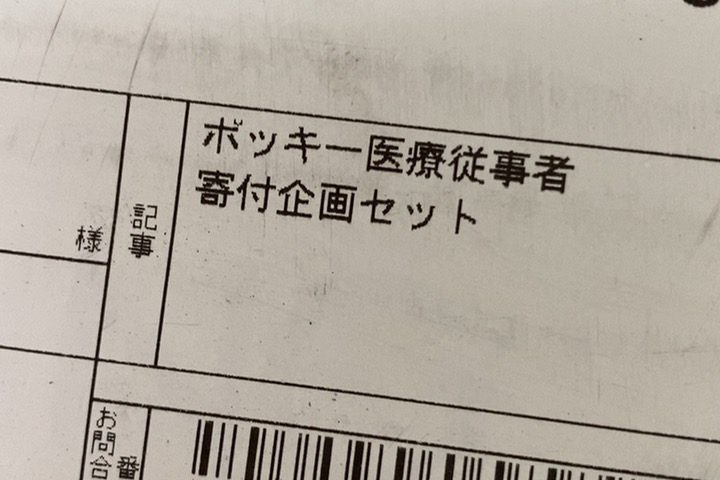 ポッキー医療従事者
寄付企画セット
記事
様
お問合
番